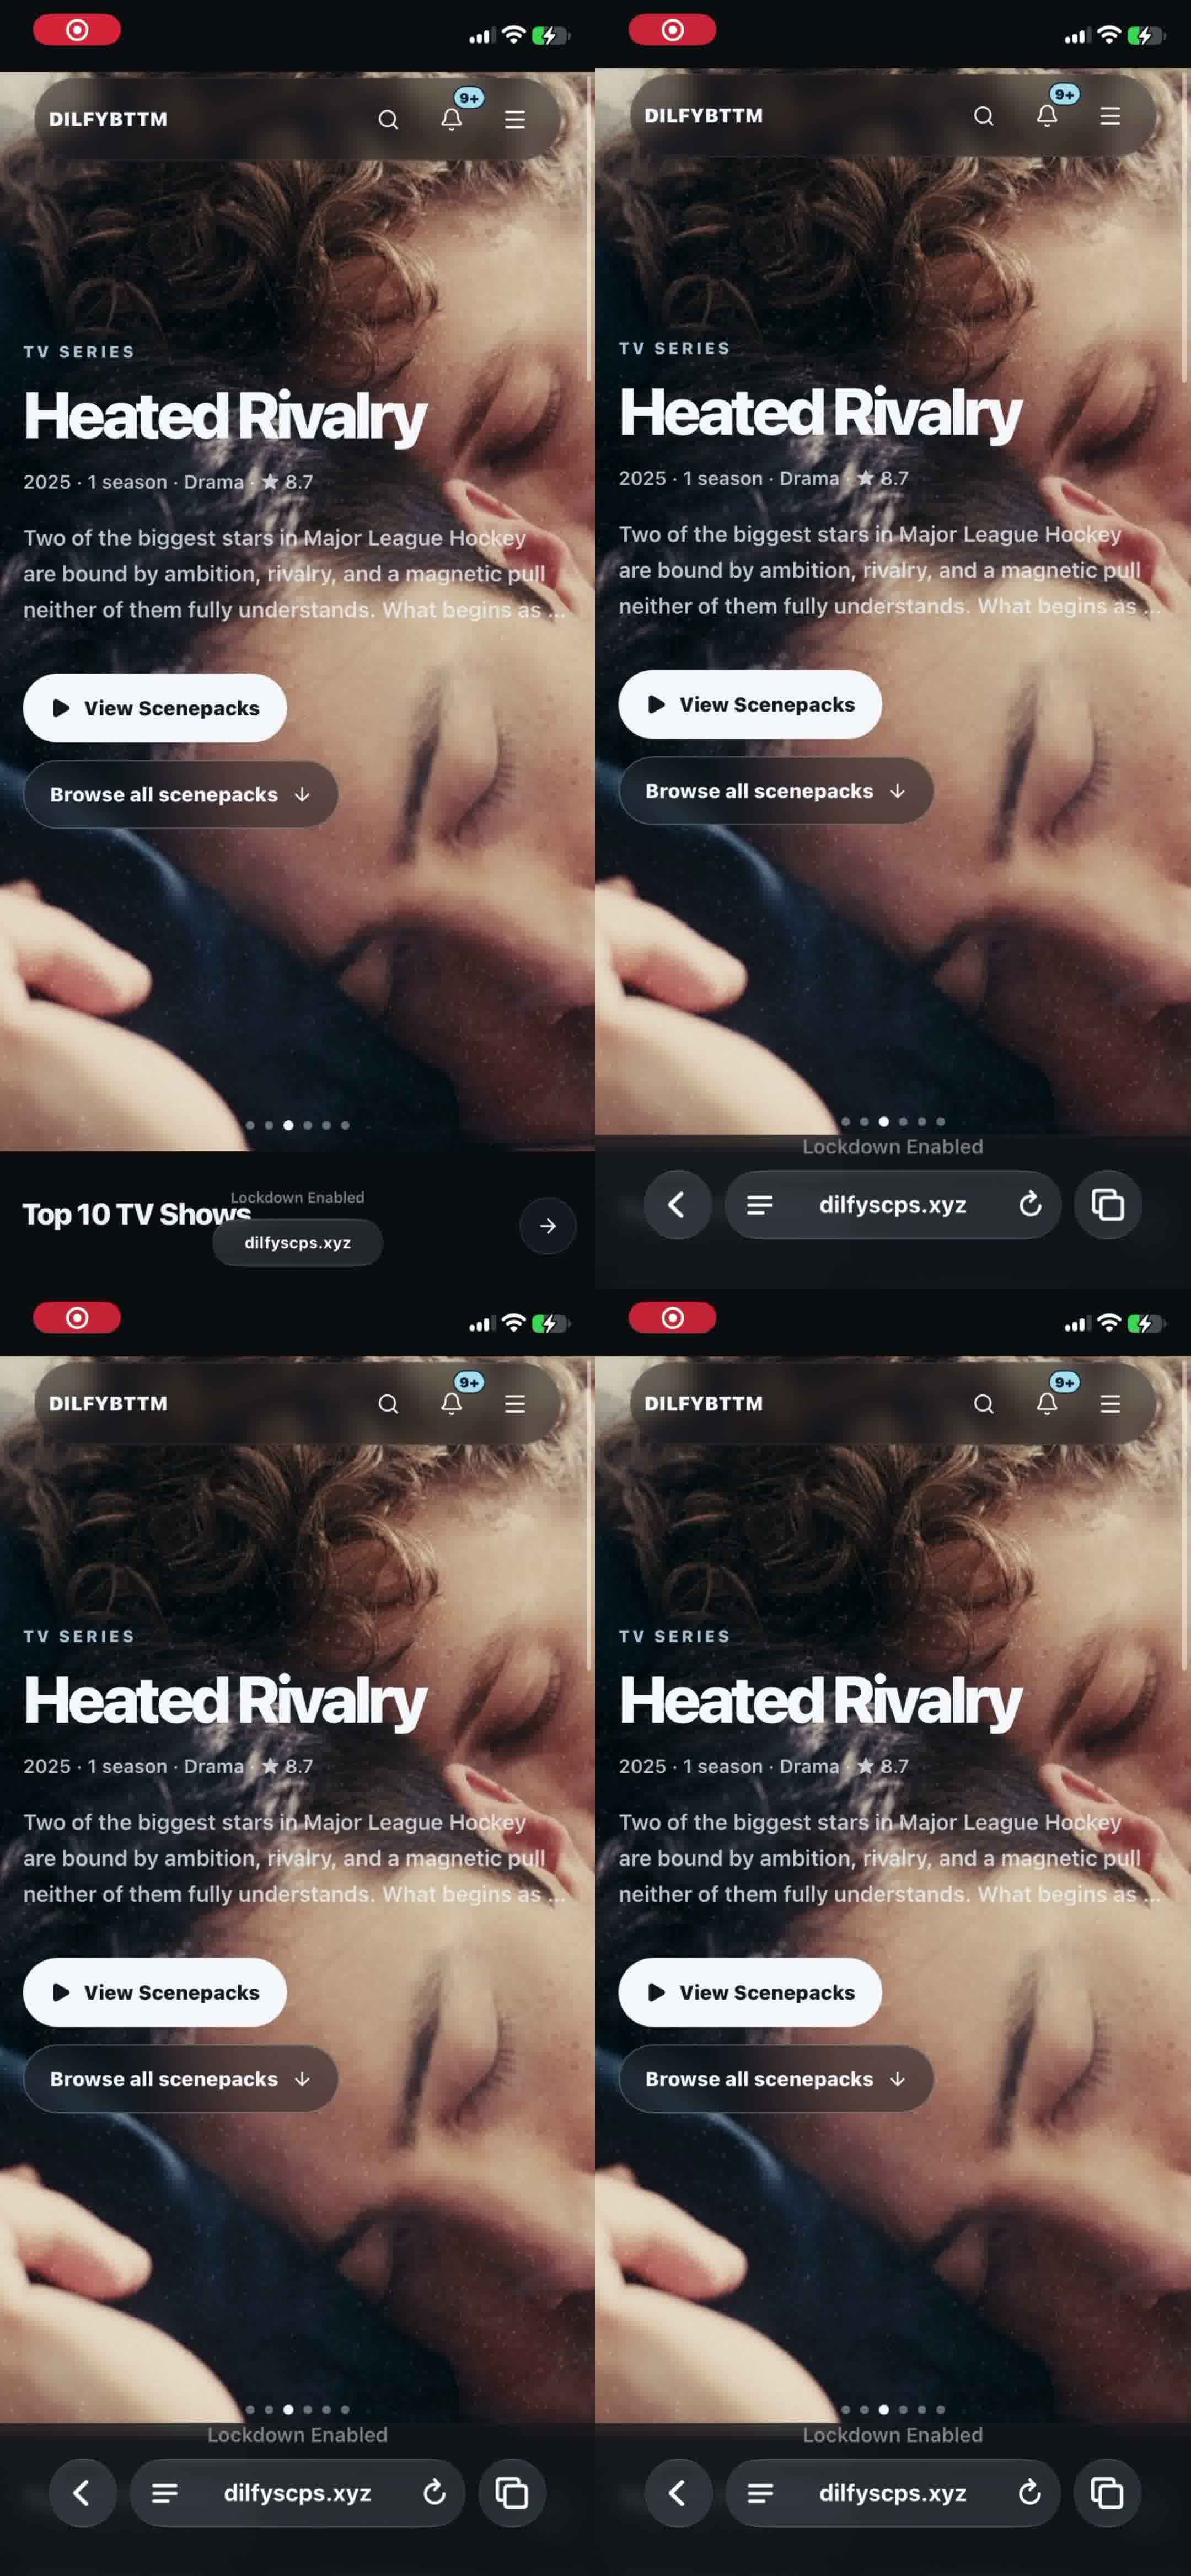 DILFYBTTM
9+
TV SERIES
Heated Rivalry
2025 · 1 season · Drama · ★ 8.7
Two of the biggest stars in Major League Hockey
are bound by ambition, rivalry, and a magnetic pull
neither of them fully understands. What begins as ...
View Scenepacks
Browse all scenepacks ↓
Lockdown Enabled
Top 10 TV Shows
dilfyscps.xyz
DILFYBTTM
9+
TV SERIES
Heated Rivalry
2025 · 1 season · Drama · ★ 8.7
Two of the biggest stars in Major League Hockey
are bound by ambition, rivalry, and a magnetic pull
neither of them fully understands. What begins as ...
View Scenepacks
Browse all scenepacks ↓
Lockdown Enabled
dilfyscps.xyz
DILFYBTTM
9+
TV SERIES
Heated Rivalry
2025 · 1 season · Drama · ★ 8.7
Two of the biggest stars in Major League Hockey
are bound by ambition, rivalry, and a magnetic pull
neither of them fully understands. What begins as ...
View Scenepacks
Browse all scenepacks ↓
Lockdown Enabled
dilfyscps.xyz
DILFYBTTM
9+
TV SERIES
Heated Rivalry
2025 · 1 season · Drama · ★ 8.7
Two of the biggest stars in Major League Hockey
are bound by ambition, rivalry, and a magnetic pull
neither of them fully understands. What begins as ...
View Scenepacks
Browse all scenepacks ↓
Lockdown Enabled
dilfyscps.xyz